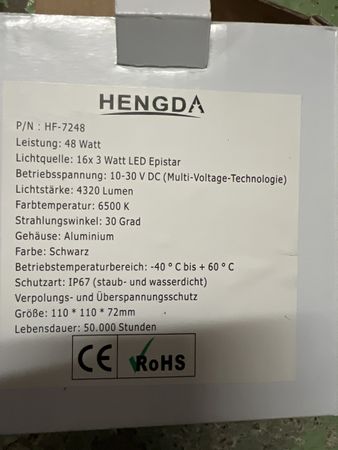 HENGDA
P/N : HF-7248
Leistung: 48 Watt
Lichtquelle: 16x 3 Watt LED Epistar
Betriebsspannung: 10-30 V DC (Multi-Voltage-Technologie)
Lichtstärke: 4320 Lumen
Farbtemperatur: 6500 K
Strahlungswinkel: 30 Grad
Gehäuse: Aluminium
Farbe: Schwarz
Betriebstemperaturbereich: -40 ° C bis + 60 ° C
Schutzart: IP67 (staub- und wasserdicht)
Verpolungs- und Überspannungsschutz
Größe: 110 * 110 * 72mm
Lebensdauer: 50.000 Stunden
CE RoHS